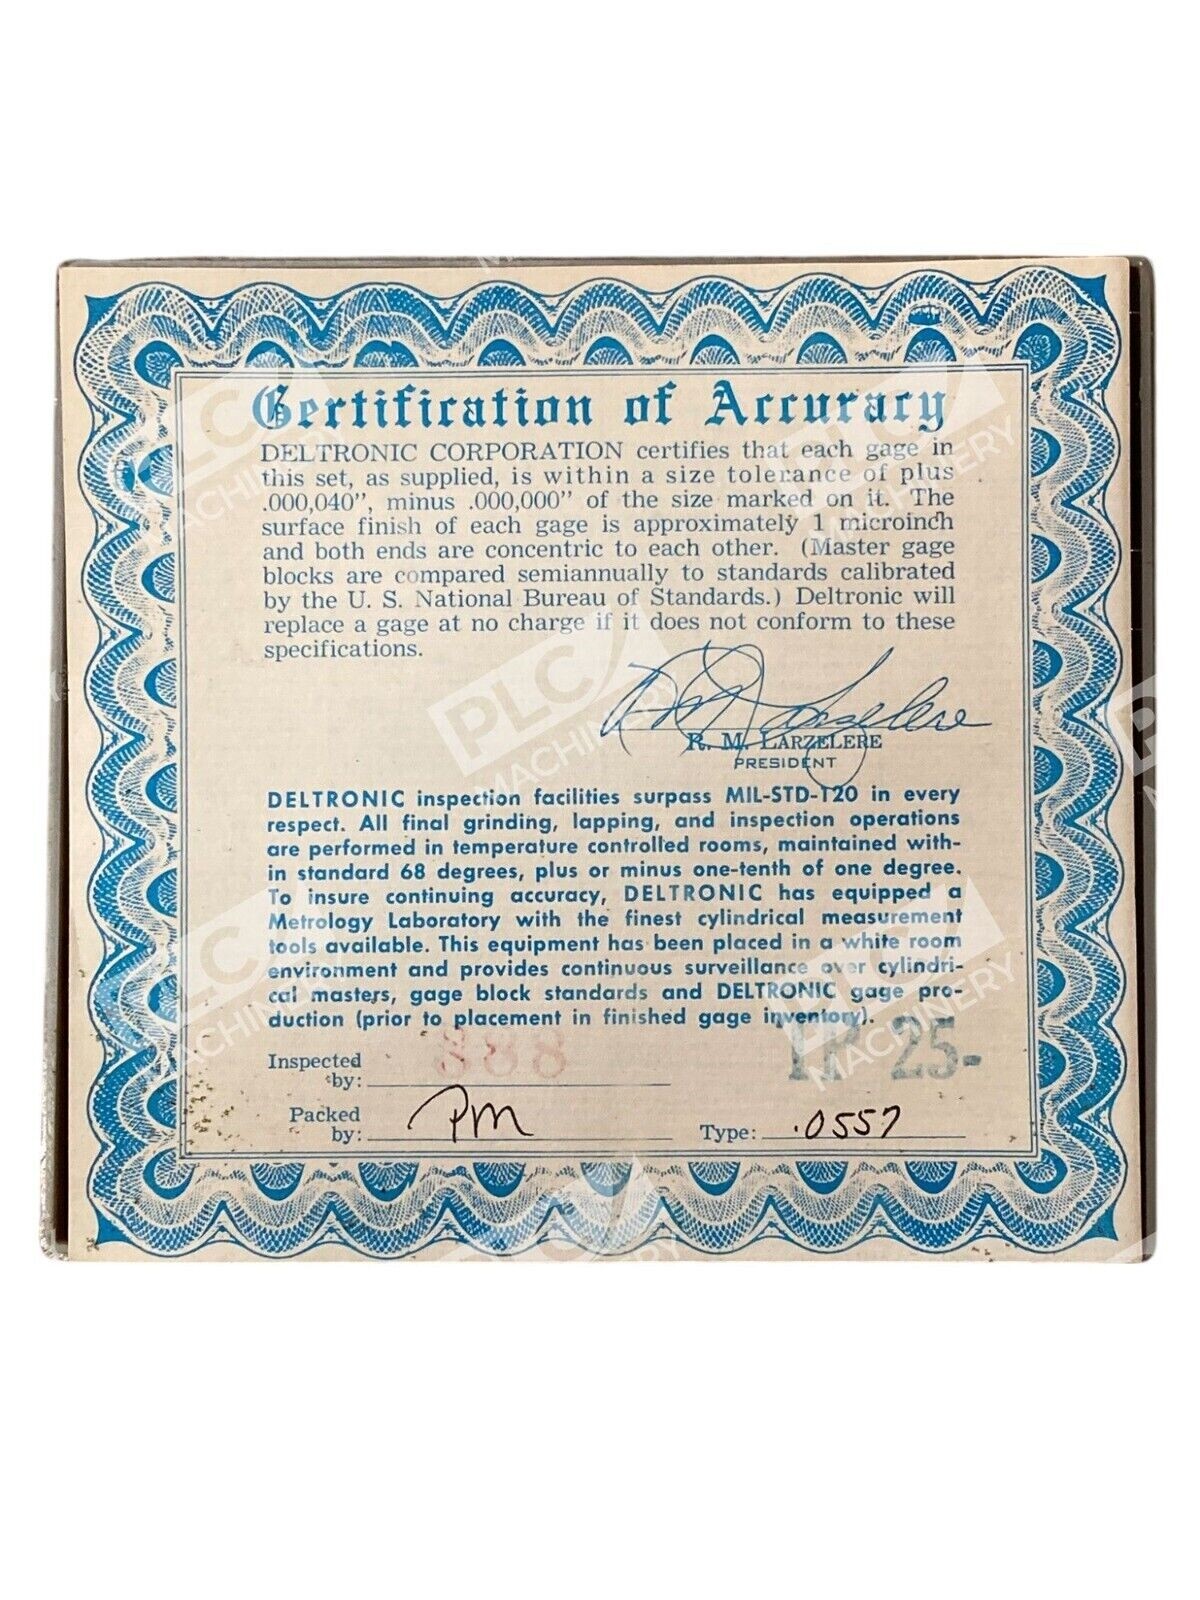 Certification of Accuracy
DELTRONIC CORPORATION certifies that each gage in
this set, as supplied, is within a size tolerance of plus
.000,040", minus .000,000" of the size marked on it. The
surface finish of each gage is approximately 1 microinch
and both ends are concentric to each other. (Master gage
blocks are compared semiannually to standards calibrated
by the U. S. National Bureau of Standards.) Deltronic will
replace a gage at no charge if it does not conform to these
specifications.
R. M. LARZELERE
PRESIDENT
DELTRONIC inspection facilities surpass MIL-STD-120 in every
respect. All final grinding, lapping, and inspection operations
are performed in temperature controlled rooms, maintained with-
in standard 68 degrees, plus or minus one-tenth of one degree.
To insure continuing accuracy, DELTRONIC has equipped a
Metrology Laboratory with the finest cylindrical measurement
tools available. This equipment has been placed in a white room
environment and provides continuous surveillance over cylindri-
cal masters, gage block standards and DELTRONIC gage pro-
duction (prior to placement in finished gage inventory).
Inspected
by:
TP 25-
Packed
by: PM Type: .0557
PLC
MACHINERY